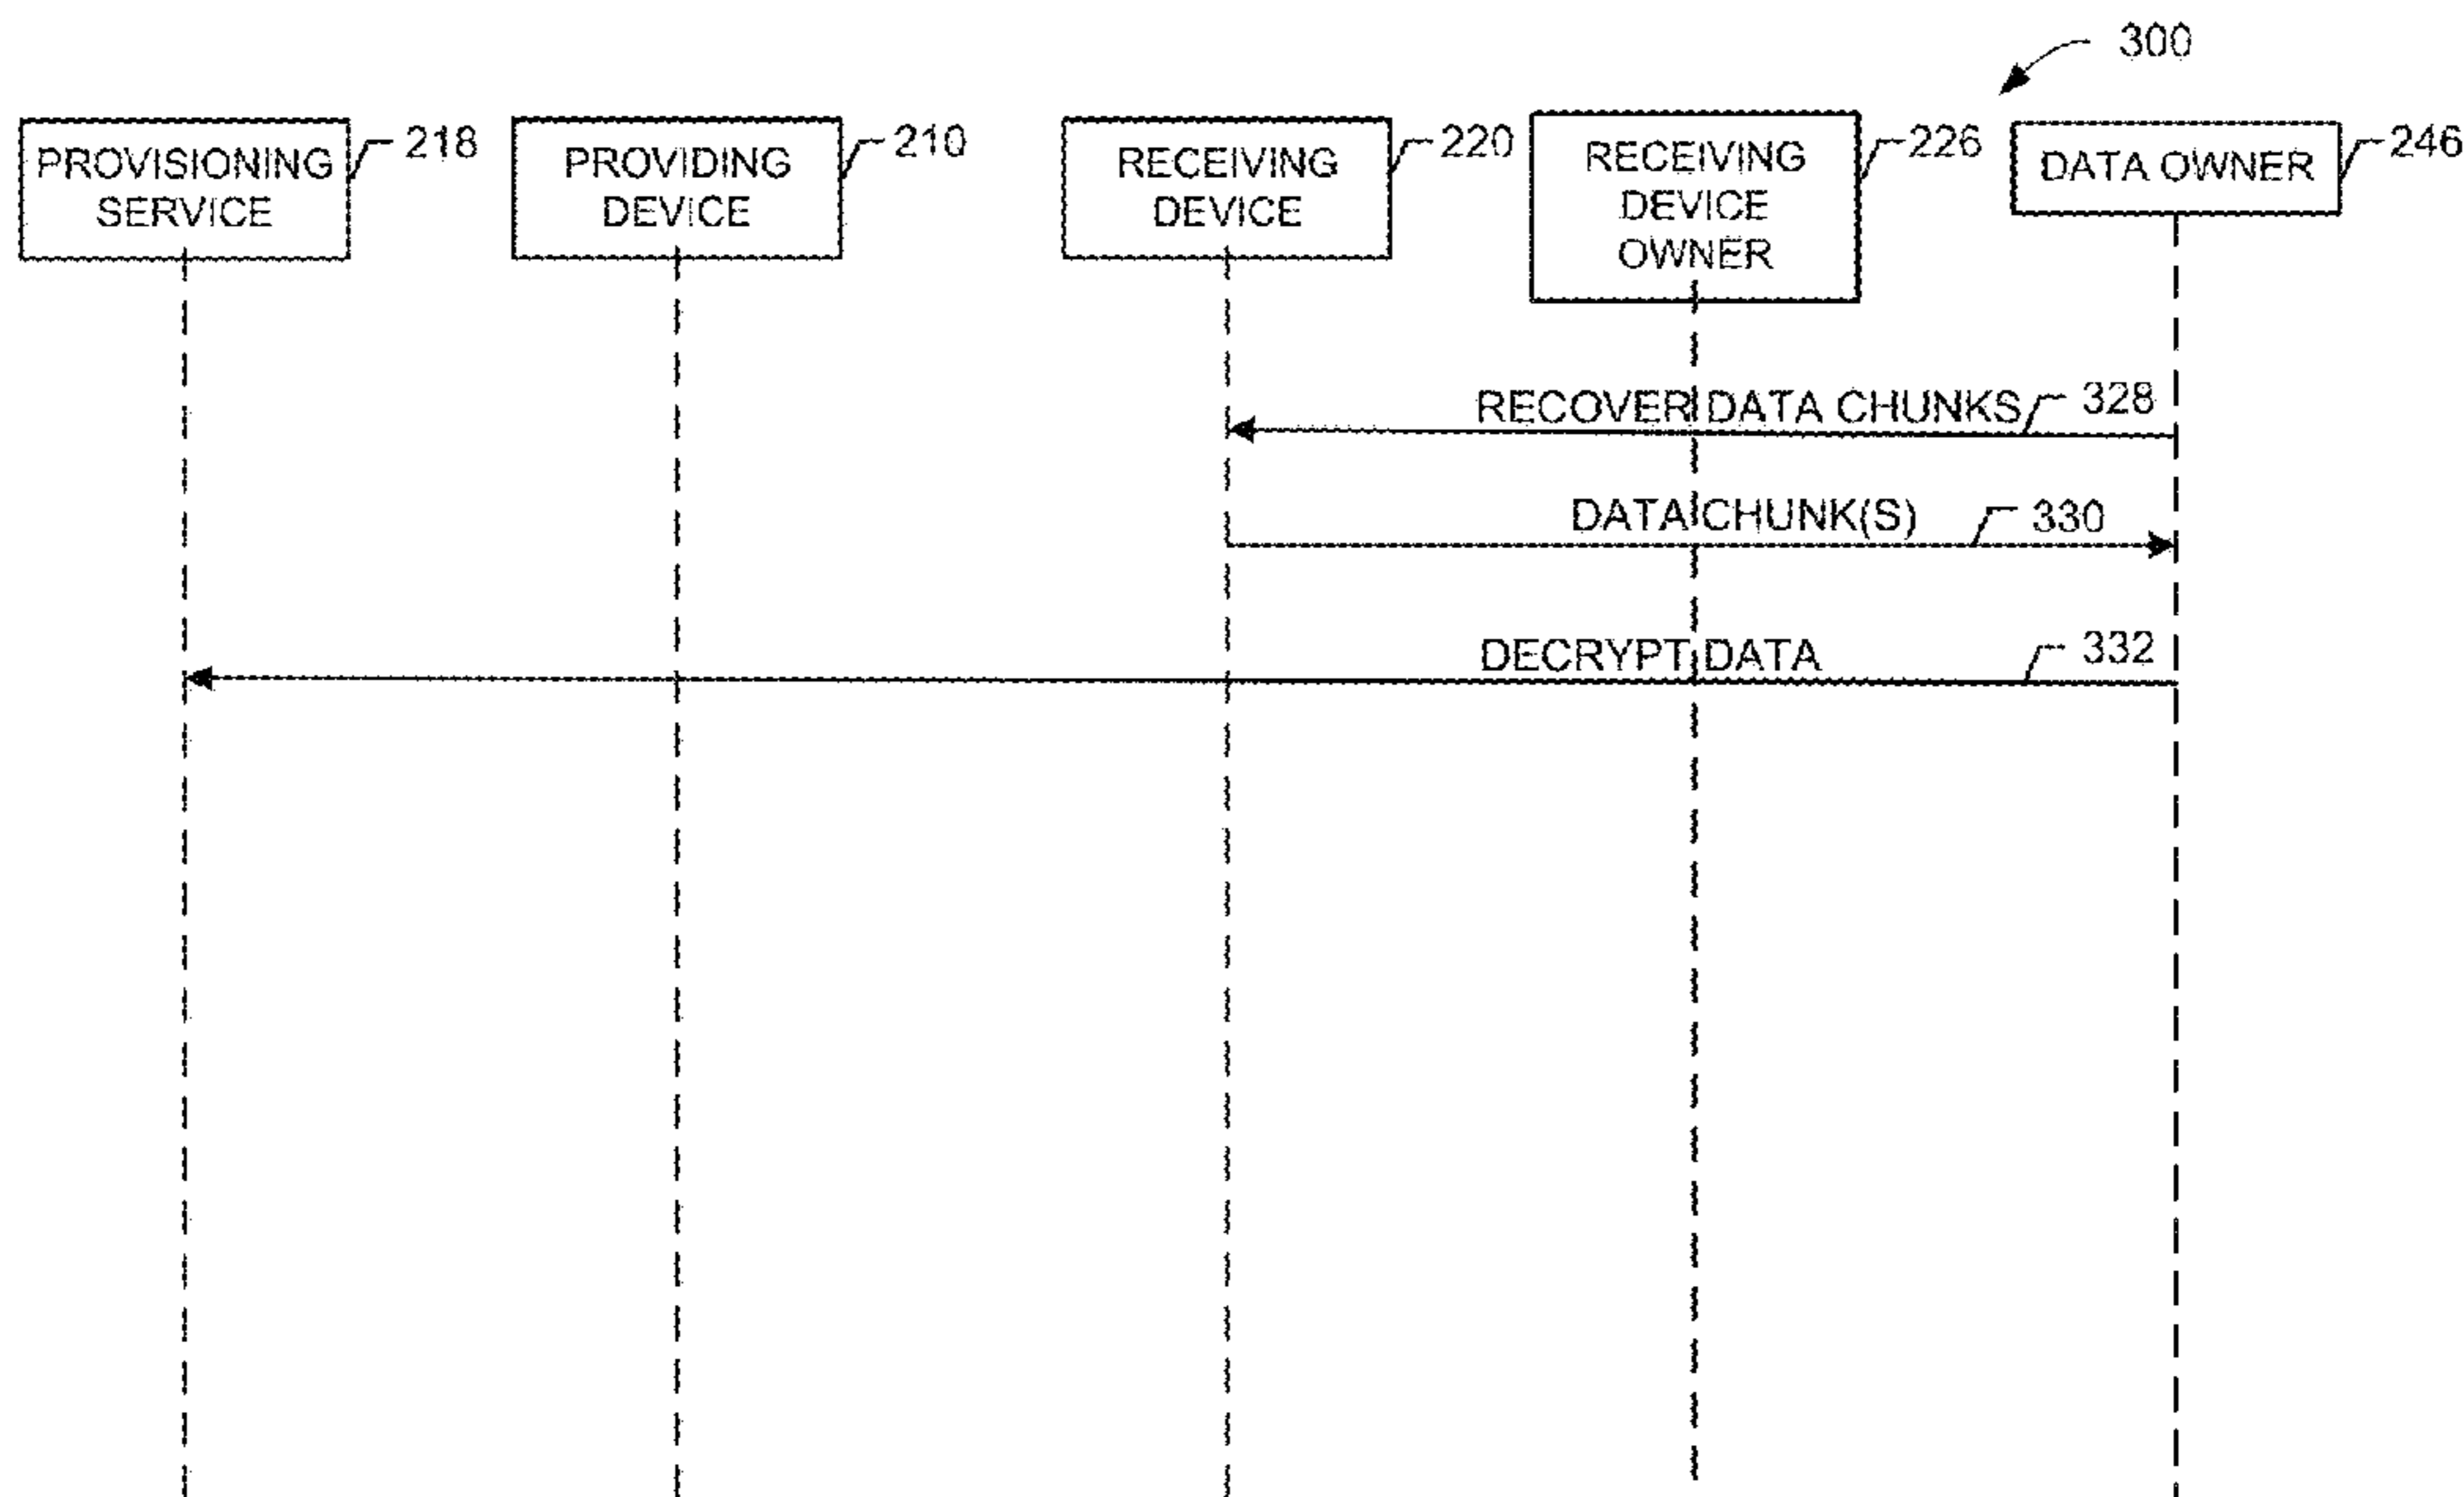 300
PROVISIONING
SERVICE
218
PROVIDING
DEVICE
210
RECEIVING
DEVICE
220
RECEIVING
DEVICE
OWNER
226
DATA OWNER
246
RECOVER DATA CHUNKS
328
DATA CHUNK(S)
330
DECRYPT DATA
332